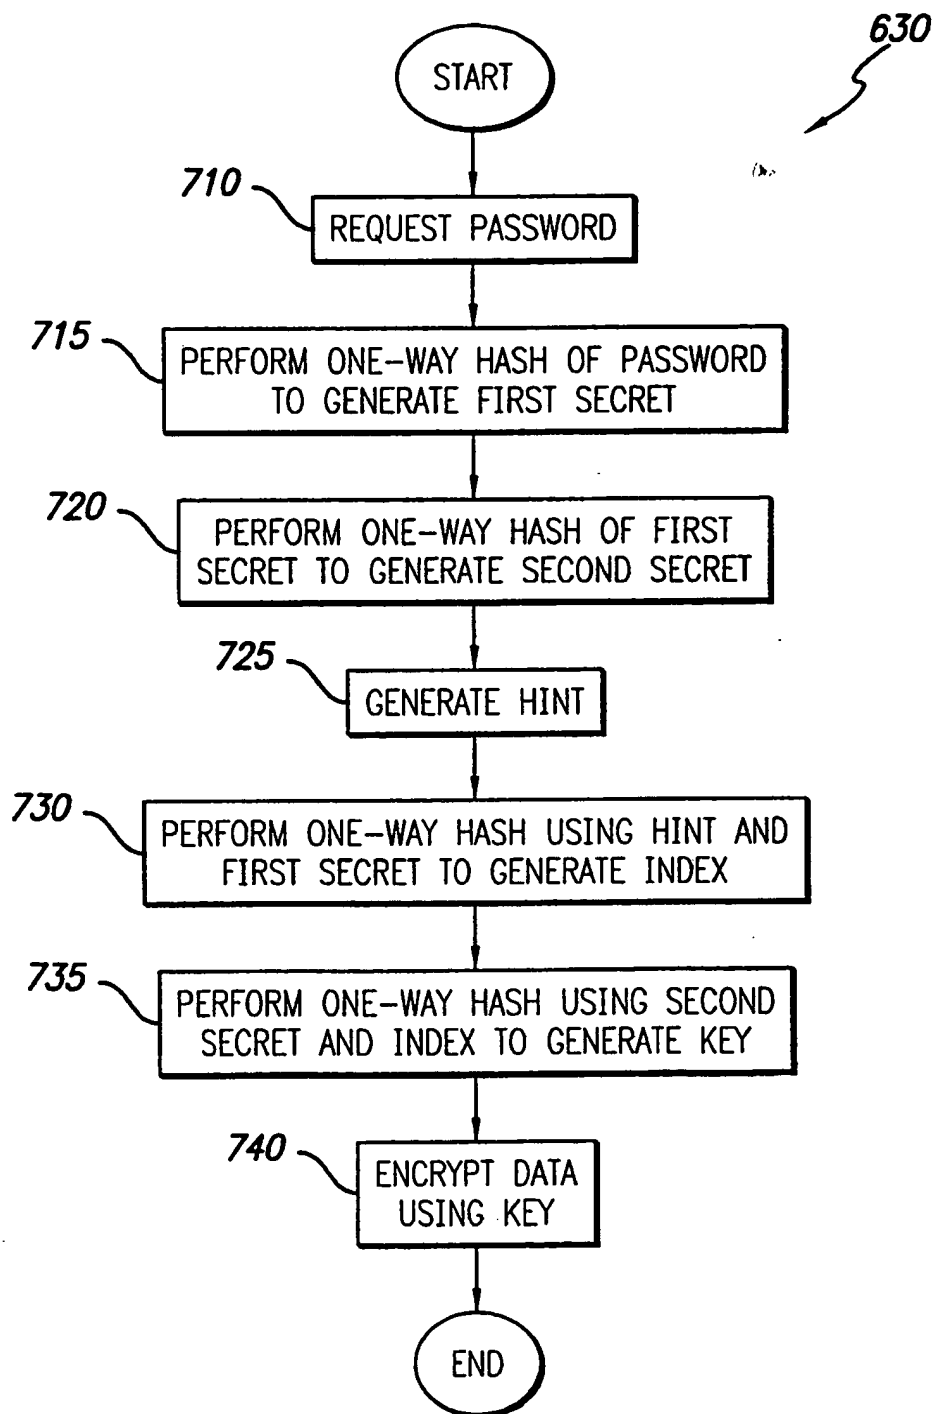 630
START
710
REQUEST PASSWORD
715
PERFORM ONE-WAY HASH OF PASSWORD
TO GENERATE FIRST SECRET
720
PERFORM ONE-WAY HASH OF FIRST
SECRET TO GENERATE SECOND SECRET
725
GENERATE HINT
730
PERFORM ONE-WAY HASH USING HINT AND
FIRST SECRET TO GENERATE INDEX
735
PERFORM ONE-WAY HASH USING SECOND
SECRET AND INDEX TO GENERATE KEY
740
ENCRYPT DATA
USING KEY
END